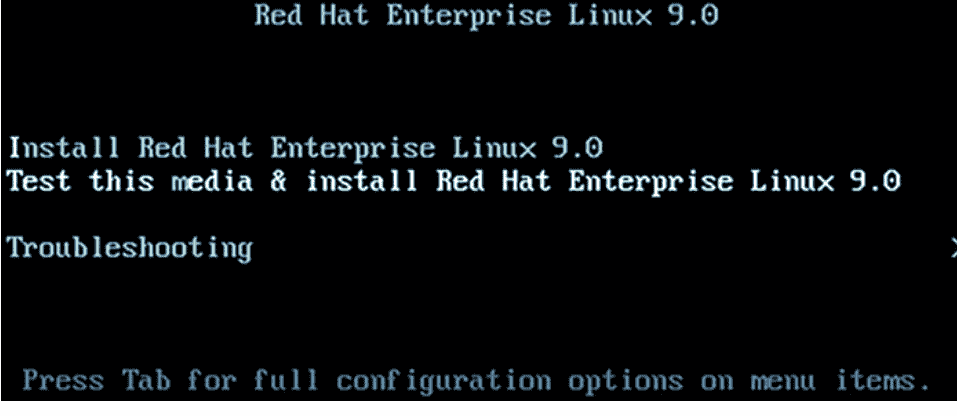 Red Hat Enterprise Linux 9.0
Install Red Hat Enterprise Linux 9.0
Test this media & install Red Hat Enterprise Linux 9.0
Troubleshooting >
Press Tab for full configuration options on menu items.